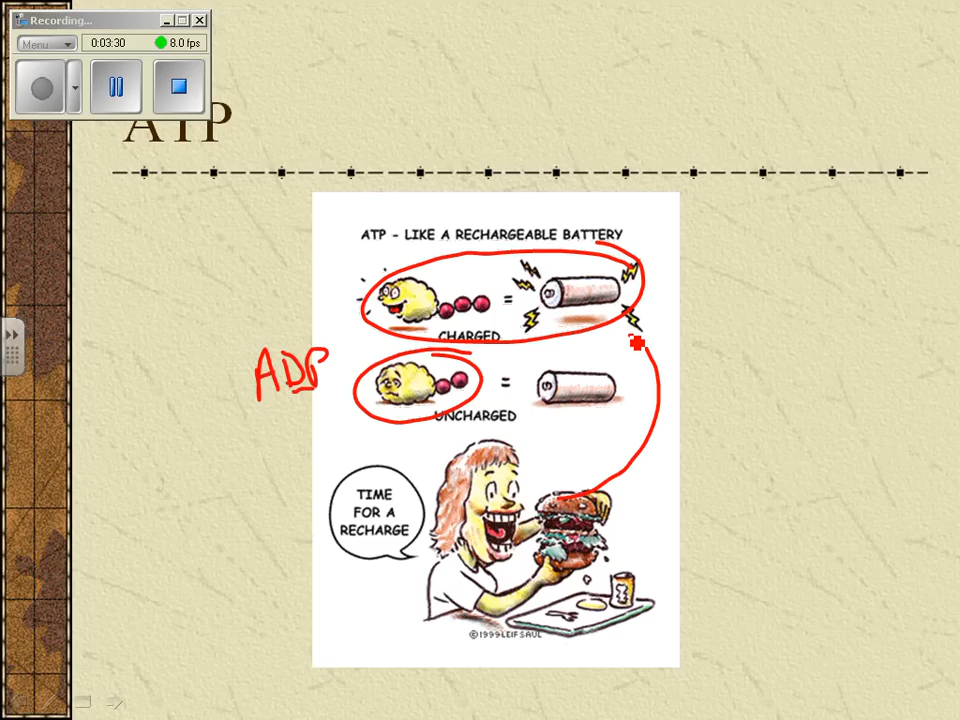 Recording...
Menu
0:03:30
8.0 fps
ATP
ATP - LIKE A RECHARGEABLE BATTERY
=
CHARGED
ADP
=
UNCHARGED
TIME
FOR A
RECHARGE
©1999 LEIF SAUL